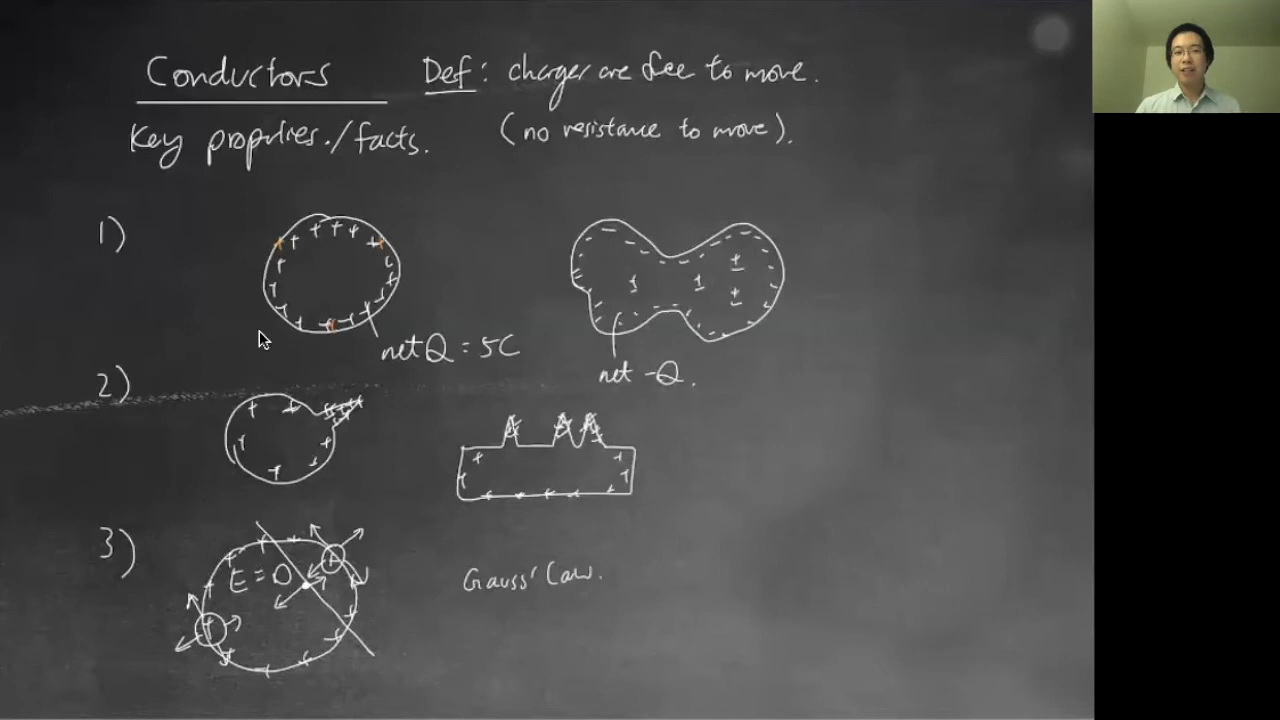 Conductors Def: charges are free to move.
Key propries./facts. (no resistance to move).
1)
net Q = 5C
net -Q.
2)
3)
E = 0
Gauss' Law.